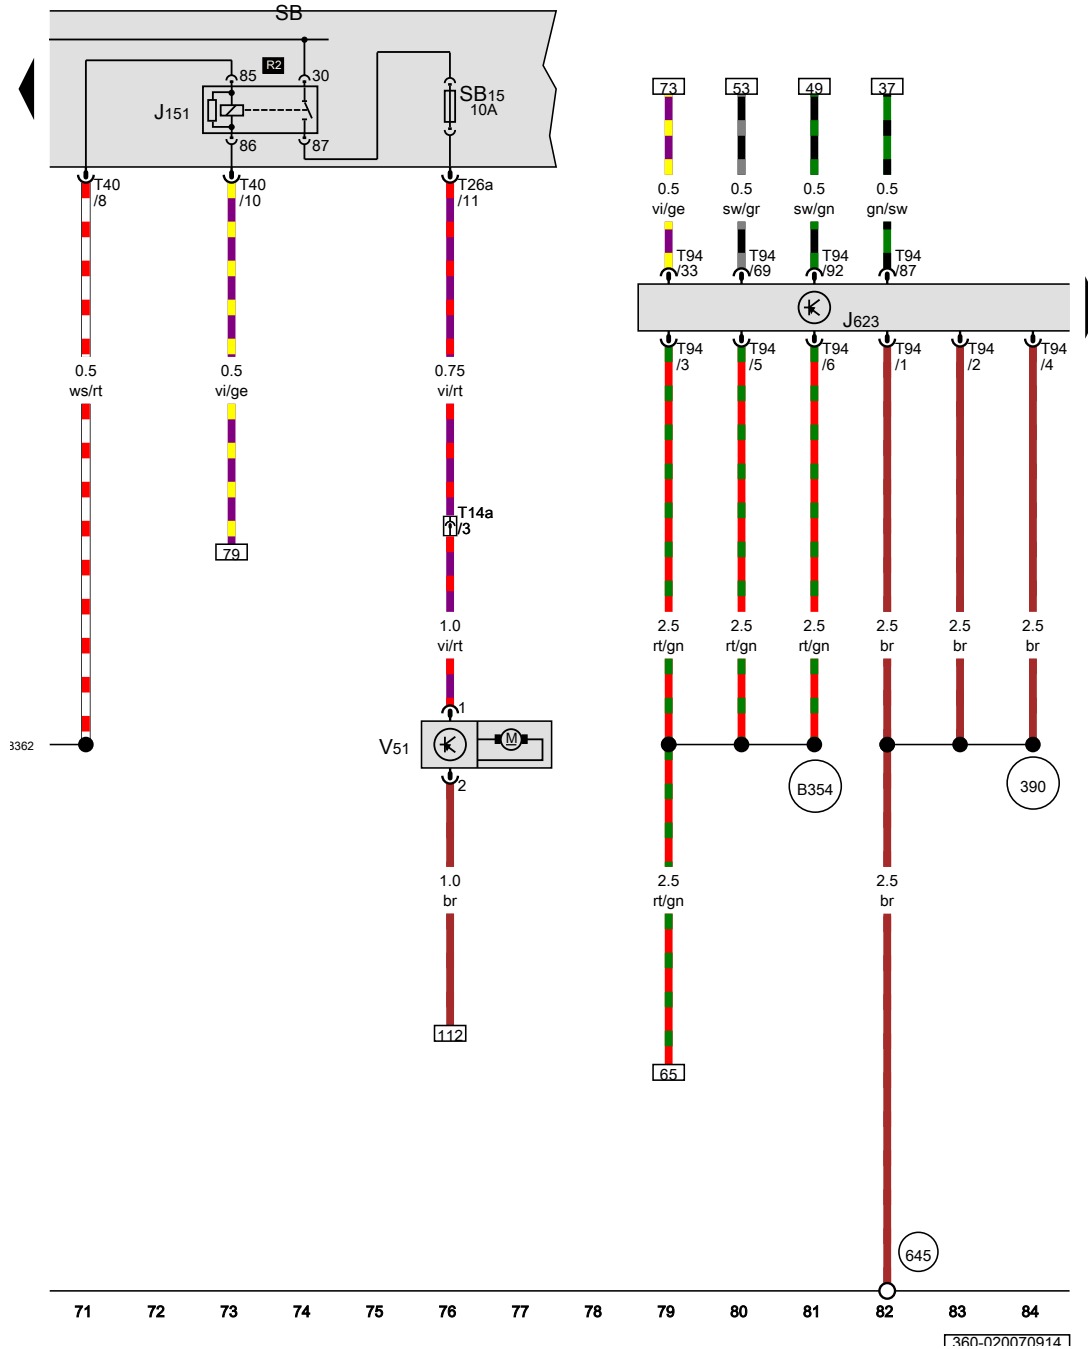 SB
85
R2
30
J151
SB15
10A
86
87
T40
/8
T40
/10
T26a
/11
0.5
ws/rt
0.5
vi/ge
0.75
vi/rt
79
T14a
/3
1.0
vi/rt
1
V51
M
2
1.0
br
112
73
53
49
37
0.5
vi/ge
0.5
sw/gr
0.5
sw/gn
0.5
gn/sw
T94
/33
T94
/69
T94
/92
T94
/87
J623
T94
/3
T94
/5
T94
/6
T94
/1
T94
/2
T94
/4
2.5
rt/gn
2.5
rt/gn
2.5
rt/gn
2.5
br
2.5
br
2.5
br
B354
390
2.5
rt/gn
2.5
br
65
645
71 72 73 74 75 76 77 78 79 80 81 82 83 84
360-020070914